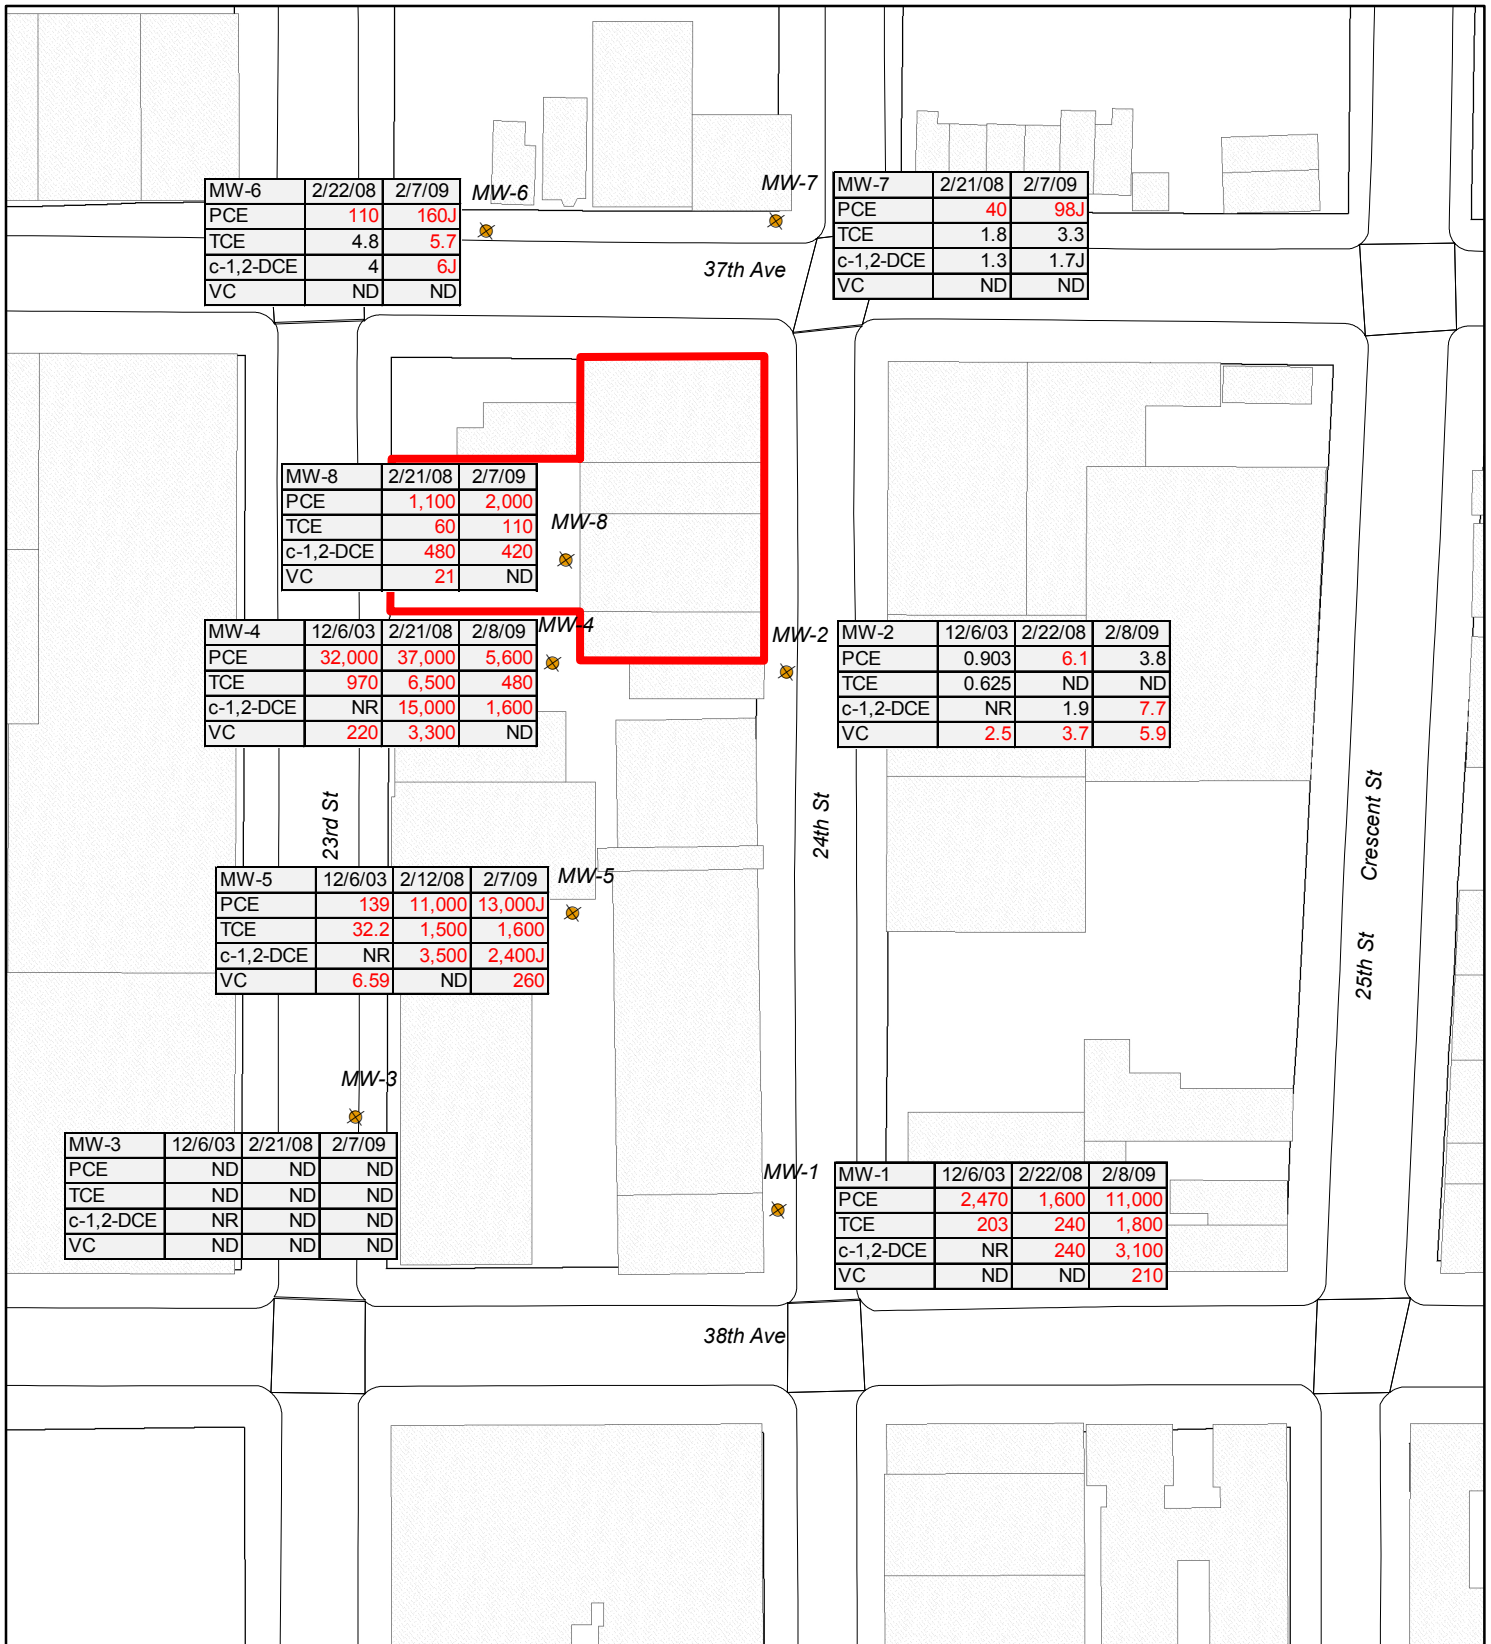 MW-6 2/22/08 2/7/09
PCE 110 160J
TCE 4.8 5.7
c-1,2-DCE 4 6J
VC ND ND
MW-6
MW-7
MW-7 2/21/08 2/7/09
PCE 40 98J
TCE 1.8 3.3
c-1,2-DCE 1.3 1.7J
VC ND ND
37th Ave
MW-8 2/21/08 2/7/09
PCE 1,100 2,000
TCE 60 110
c-1,2-DCE 480 420
VC 21 ND
MW-8
MW-4 12/6/03 2/21/08 2/8/09
PCE 32,000 37,000 5,600
TCE 970 6,500 480
c-1,2-DCE NR 15,000 1,600
VC 220 3,300 ND
MW-4
MW-2
MW-2 12/6/03 2/22/08 2/8/09
PCE 0.903 6.1 3.8
TCE 0.625 ND ND
c-1,2-DCE NR 1.9 7.7
VC 2.5 3.7 5.9
23rd St
24th St
Crescent St
25th St
MW-5 12/6/03 2/12/08 2/7/09
PCE 139 11,000 13,000J
TCE 32.2 1,500 1,600
c-1,2-DCE NR 3,500 2,400J
VC 6.59 ND 260
MW-5
MW-3
MW-3 12/6/03 2/21/08 2/7/09
PCE ND ND ND
TCE ND ND ND
c-1,2-DCE NR ND ND
VC ND ND ND
MW-1
MW-1 12/6/03 2/22/08 2/8/09
PCE 2,470 1,600 11,000
TCE 203 240 1,800
c-1,2-DCE NR 240 3,100
VC ND ND 210
38th Ave